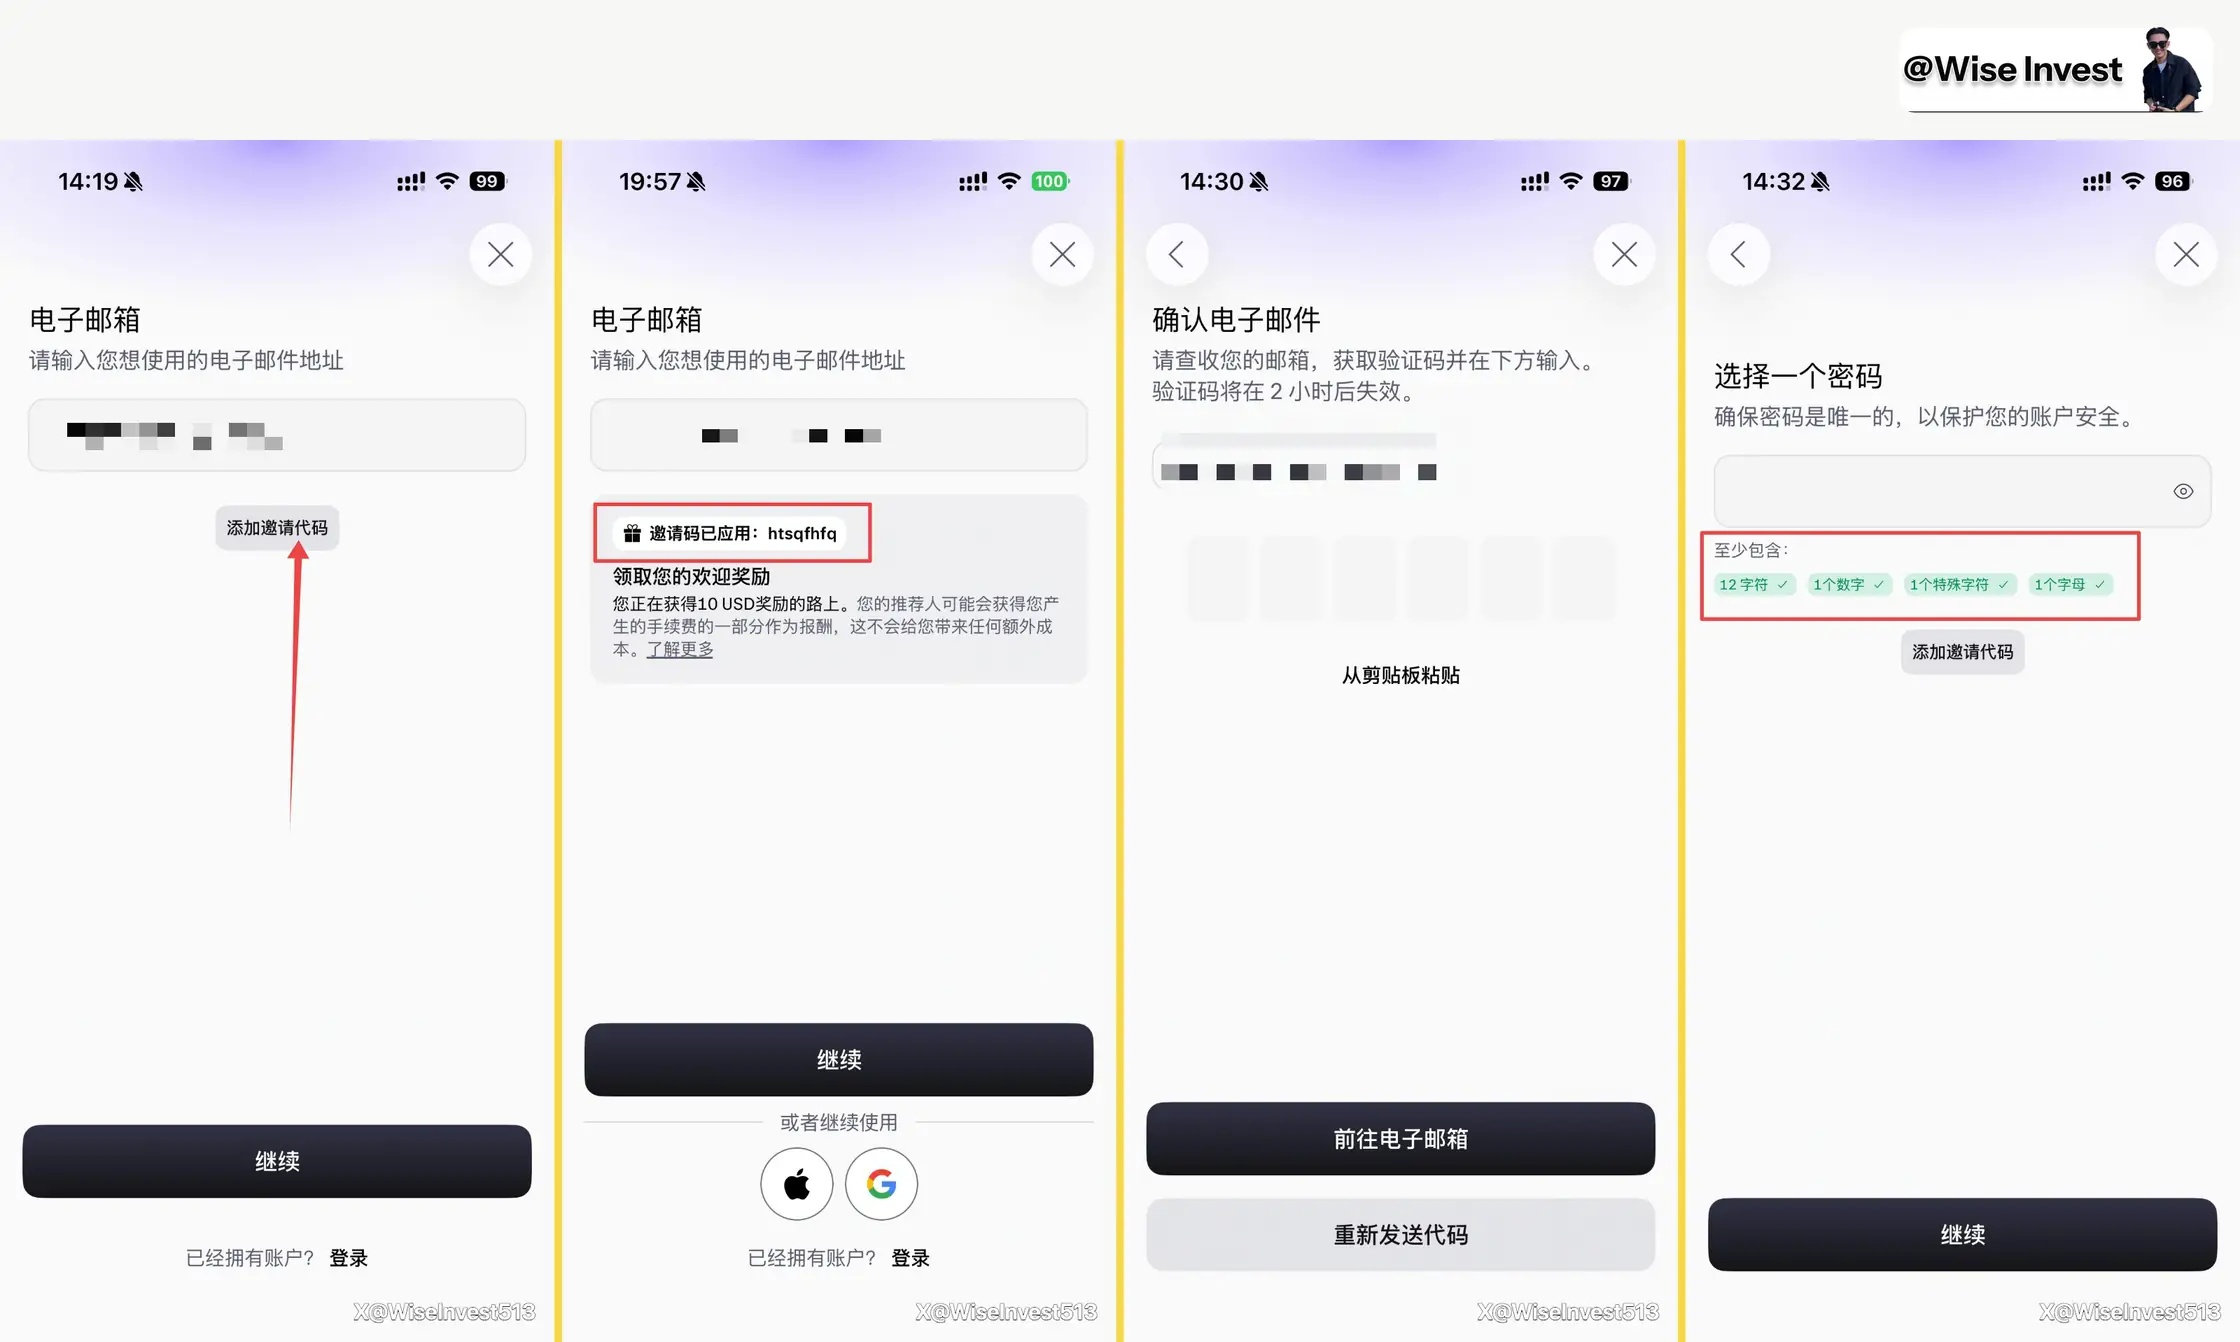 @Wise Invest
14:19
99
电子邮箱
请输入您想使用的电子邮件地址
添加邀请代码
继续
已经拥有账户？ 登录
X@WiseInvest513
19:57
100
电子邮箱
请输入您想使用的电子邮件地址
邀请码已应用：htsqfhfq
领取您的欢迎奖励
您正在获得10 USD奖励的路上。您的推荐人可能会获得您产
生的手续费的一部分作为报酬，这不会给您带来任何额外成
本。了解更多
继续
或者继续使用
已经拥有账户？ 登录
X@WiseInvest513
14:30
97
确认电子邮件
请查收您的邮箱，获取验证码并在下方输入。
验证码将在 2 小时后失效。
从剪贴板粘贴
前往电子邮箱
重新发送代码
X@WiseInvest513
14:32
96
选择一个密码
确保密码是唯一的，以保护您的账户安全。
至少包含：
12 字符 ✓ 1个数字 ✓ 1个特殊字符 ✓ 1个字母 ✓
添加邀请代码
继续
X@WiseInvest513